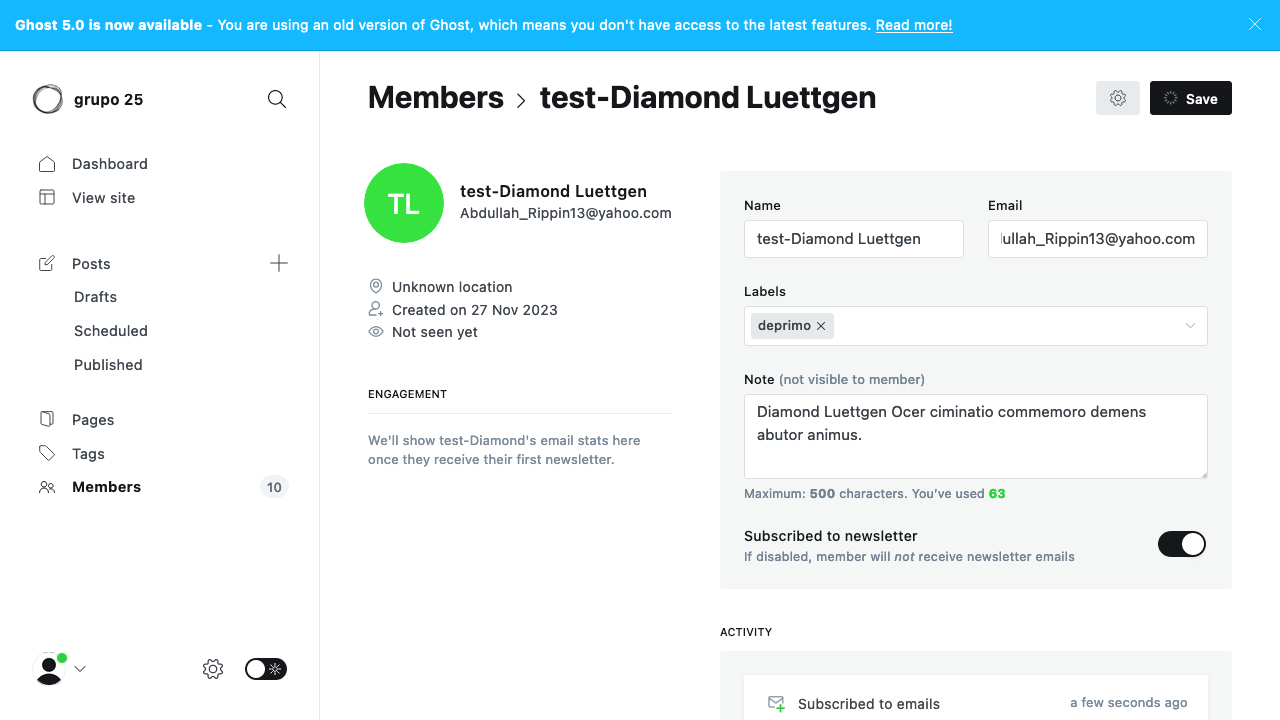 Ghost 5.0 is now available - You are using an old version of Ghost, which means you don't have access to the latest features. Read more!
grupo 25
Dashboard
View site
Posts
Drafts
Scheduled
Published
Pages
Tags
Members
10
Members > test-Diamond Luettgen
Save
TL
test-Diamond Luettgen
Abdullah_Rippin13@yahoo.com
Unknown location
Created on 27 Nov 2023
Not seen yet
ENGAGEMENT
We'll show test-Diamond's email stats here
once they receive their first newsletter.
Name
test-Diamond Luettgen
Email
ullah_Rippin13@yahoo.com
Labels
deprimo
Note (not visible to member)
Diamond Luettgen Ocer ciminatio commemoro demens
abutor animus.
Maximum: 500 characters. You’ve used 63
Subscribed to newsletter
If disabled, member will not receive newsletter emails
ACTIVITY
Subscribed to emails
a few seconds ago